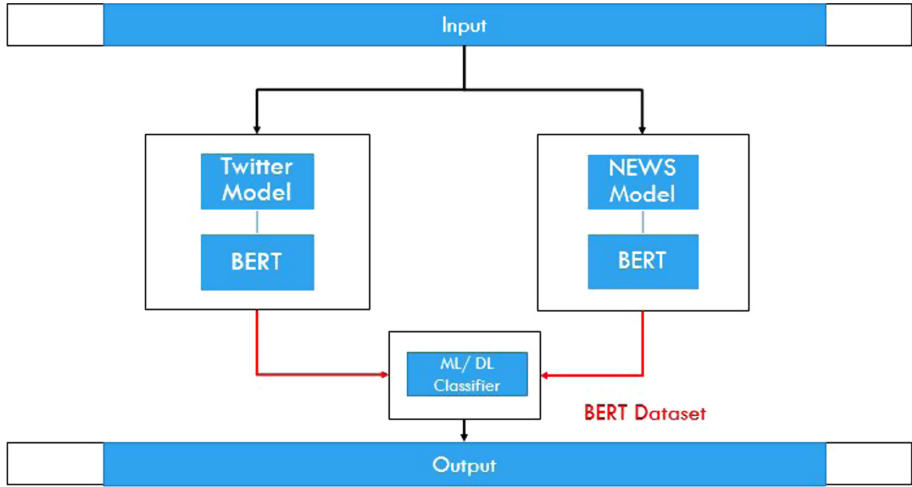 Input
Twitter
Model
BERT
NEWS
Model
BERT
ML/ DL
Classifier
BERT Dataset
Output